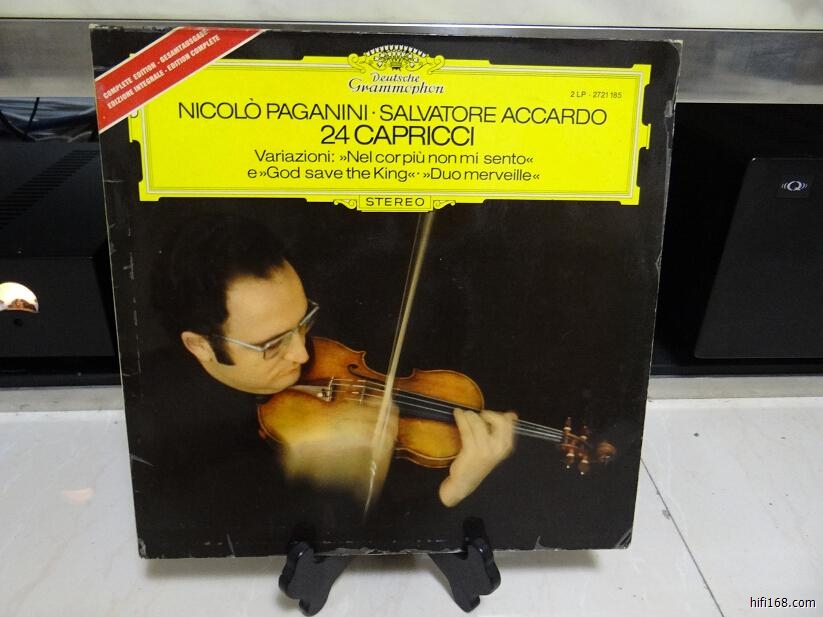 COMPLETE EDITION · GESAMTAUSGABE
EDIZIONE INTEGRALE · EDITION COMPLETE
Deutsche
Grammophon
2 LP · 2721 185
NICOLÒ PAGANINI · SALVATORE ACCARDO
24 CAPRICCI
Variazioni: »Nel cor più non mi sento«
e »God save the King« · »Duo merveille«
STEREO
Q
hifi168.com